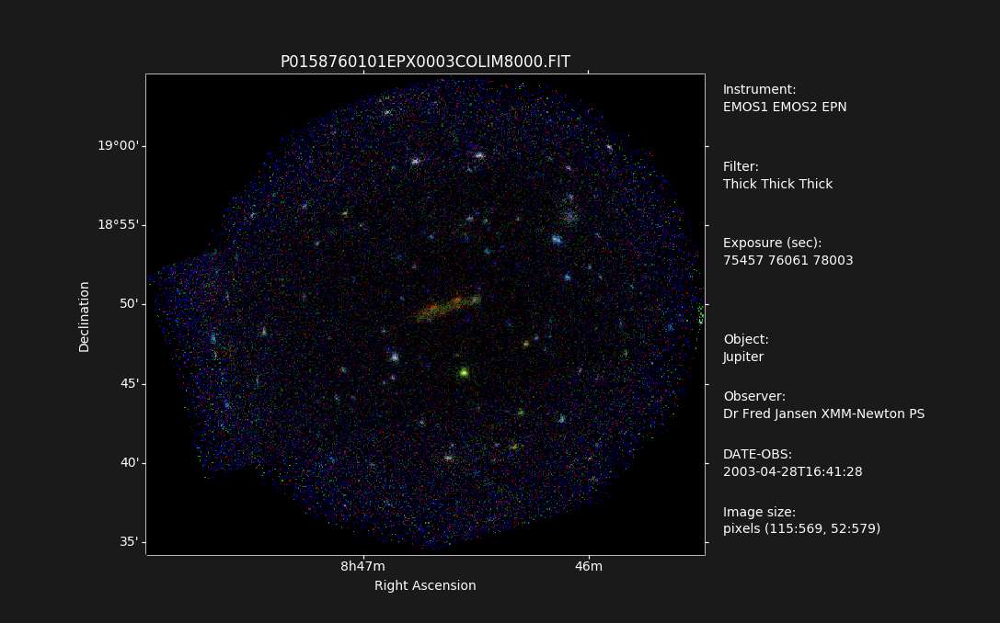 P0158760101EPX0003COLIM8000.FIT
Instrument:
EMOS1 EMOS2 EPN
Filter:
Thick Thick Thick
Exposure (sec):
75457 76061 78003
Object:
Jupiter
Observer:
Dr Fred Jansen XMM-Newton PS
DATE-OBS:
2003-04-28T16:41:28
Image size:
pixels (115:569, 52:579)
Declination
19°00'
18°55'
50'
45'
40'
35'
8h47m
46m
Right Ascension